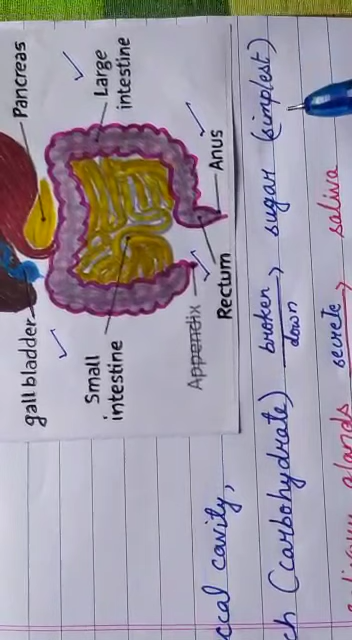 Pancreas
Large
intestine
Anus
Rectum
Appendix
Small
intestine
gall bladder
ccal cavity,
h (carbohydrate) broken down → sugar (simplest)
glands secrete → saliva